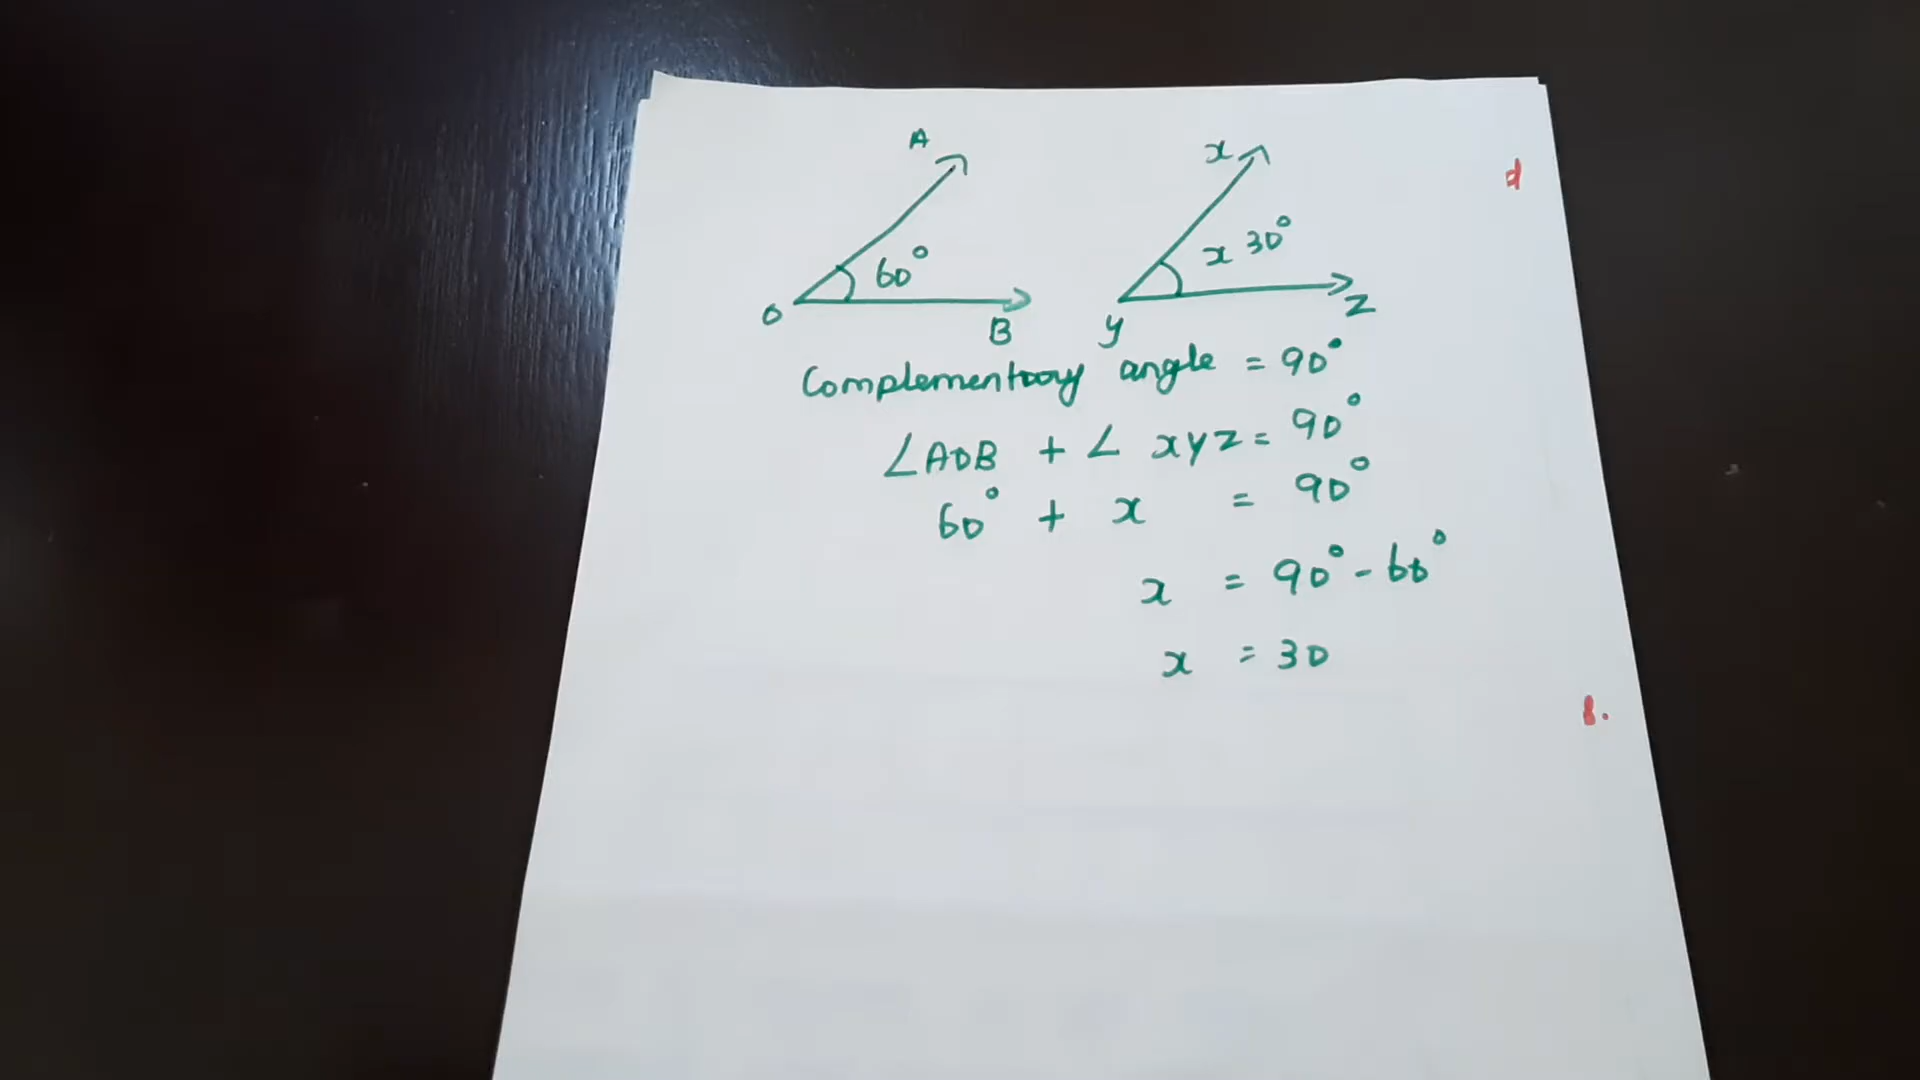 A
x
60°
x 30°
O
B
y
Z
Complementary angle = 90°
∠AOB + ∠ xyz = 90°
60° + x = 90°
x = 90° - 60°
x = 30